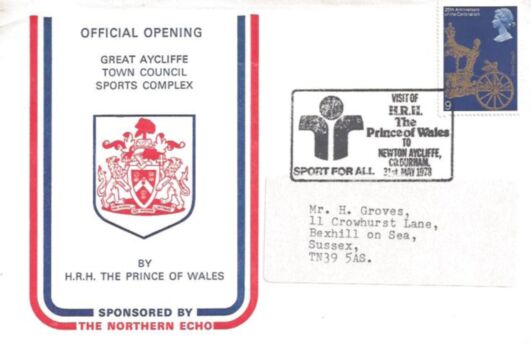 OFFICIAL OPENING
GREAT AYCLIFFE
TOWN COUNCIL
SPORTS COMPLEX
BY
H.R.H. THE PRINCE OF WALES
SPONSORED BY
THE NORTHERN ECHO
25th Anniversary
of the Coronation
9
VISIT OF
H.R.H.
The
Prince of Wales
TO
NEWTON AYCLIFFE,
CO.DURHAM.
SPORT FOR ALL 31st MAY 1978
Mr. H. Groves,
11 Crowhurst Lane,
Bexhill on Sea,
Sussex,
TN39 5AS.